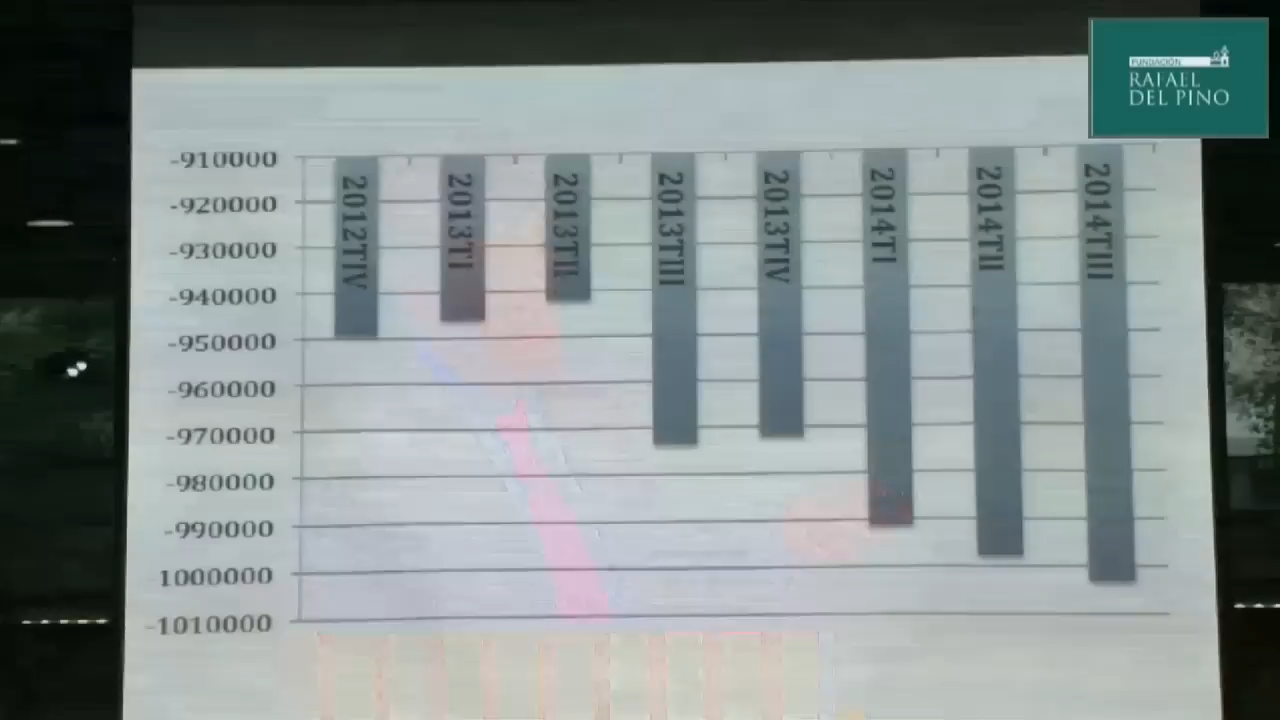 FUNDACIÓN
RAFAEL
DEL PINO
-910000
-920000
-930000
-940000
-950000
-960000
-970000
-980000
-990000
1000000
-1010000
2012TIV
2013TI
2013TII
2013TIII
2013TIV
2014TI
2014TII
2014TIII